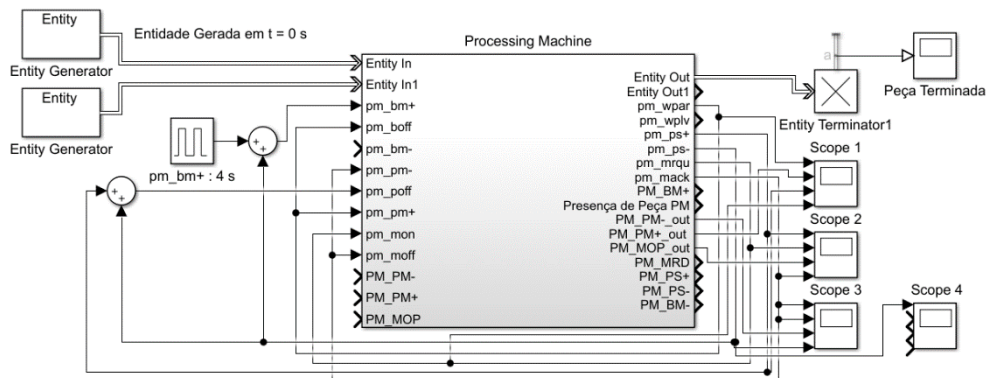 Entity
Entity Generator
Entidade Gerada em t = 0 s
Entity
Entity Generator
pm_bm+ : 4 s
Processing Machine
Entity In
Entity In1
pm_bm+
pm_boff
pm_bm-
pm_pm-
pm_poff
pm_pm+
pm_mon
pm_moff
PM_PM-
PM_PM+
PM_MOP
Entity Out
Entity Out1
pm_wpar
pm_wplv
pm_ps+
pm_ps-
pm_mrqu
pm_mack
PM_BM+
Presença de Peça PM
PM_PM-_out
PM_PM+_out
PM_MOP_out
PM_MRD
PM_PS+
PM_PS-
PM_BM-
a
Peça Terminada
Entity Terminator1
Scope 1
Scope 2
Scope 3
Scope 4